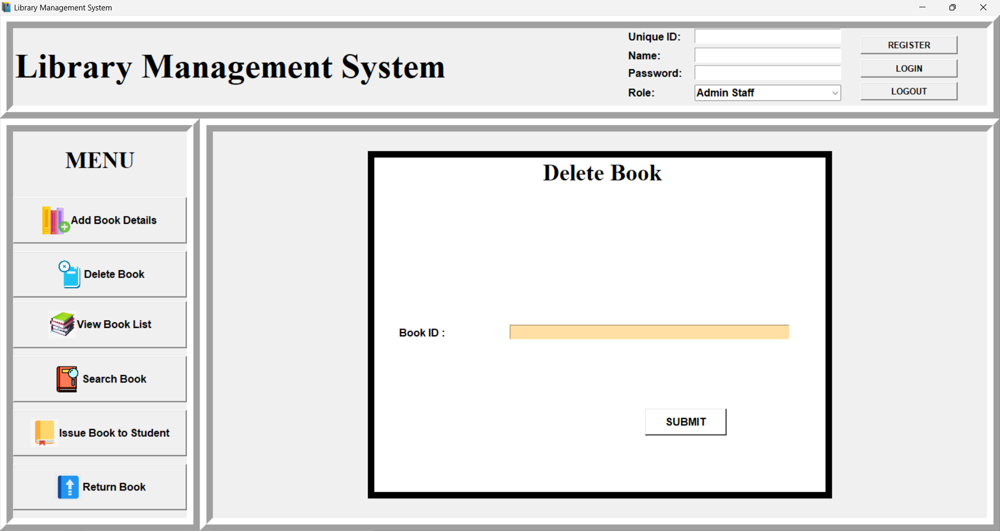 Library Management System
Library Management System
Unique ID:
Name:
Password:
Role:
Admin Staff
REGISTER
LOGIN
LOGOUT
MENU
Add Book Details
Delete Book
View Book List
Search Book
Issue Book to Student
Return Book
Delete Book
Book ID :
SUBMIT